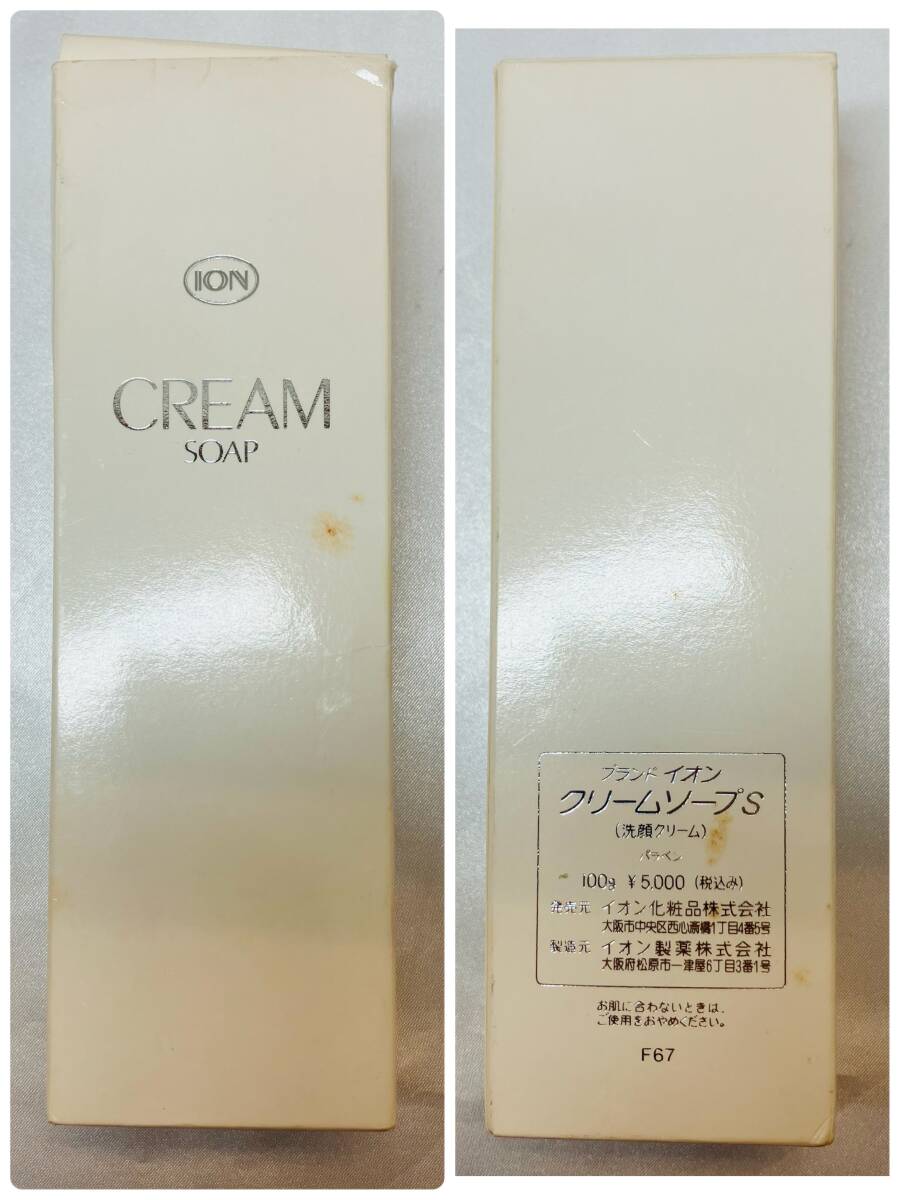 ION
CREAM
SOAP
ブランド イオン
クリームソープS
(洗顔クリーム)
パラベン
100g ¥5,000 (税込み)
発売元 イオン化粧品株式会社
大阪市中央区西心斎橋1丁目4番5号
製造元 イオン製薬株式会社
大阪府松原市一津屋6丁目3番1号
お肌に合わないときは、
ご使用をおやめください。
F67